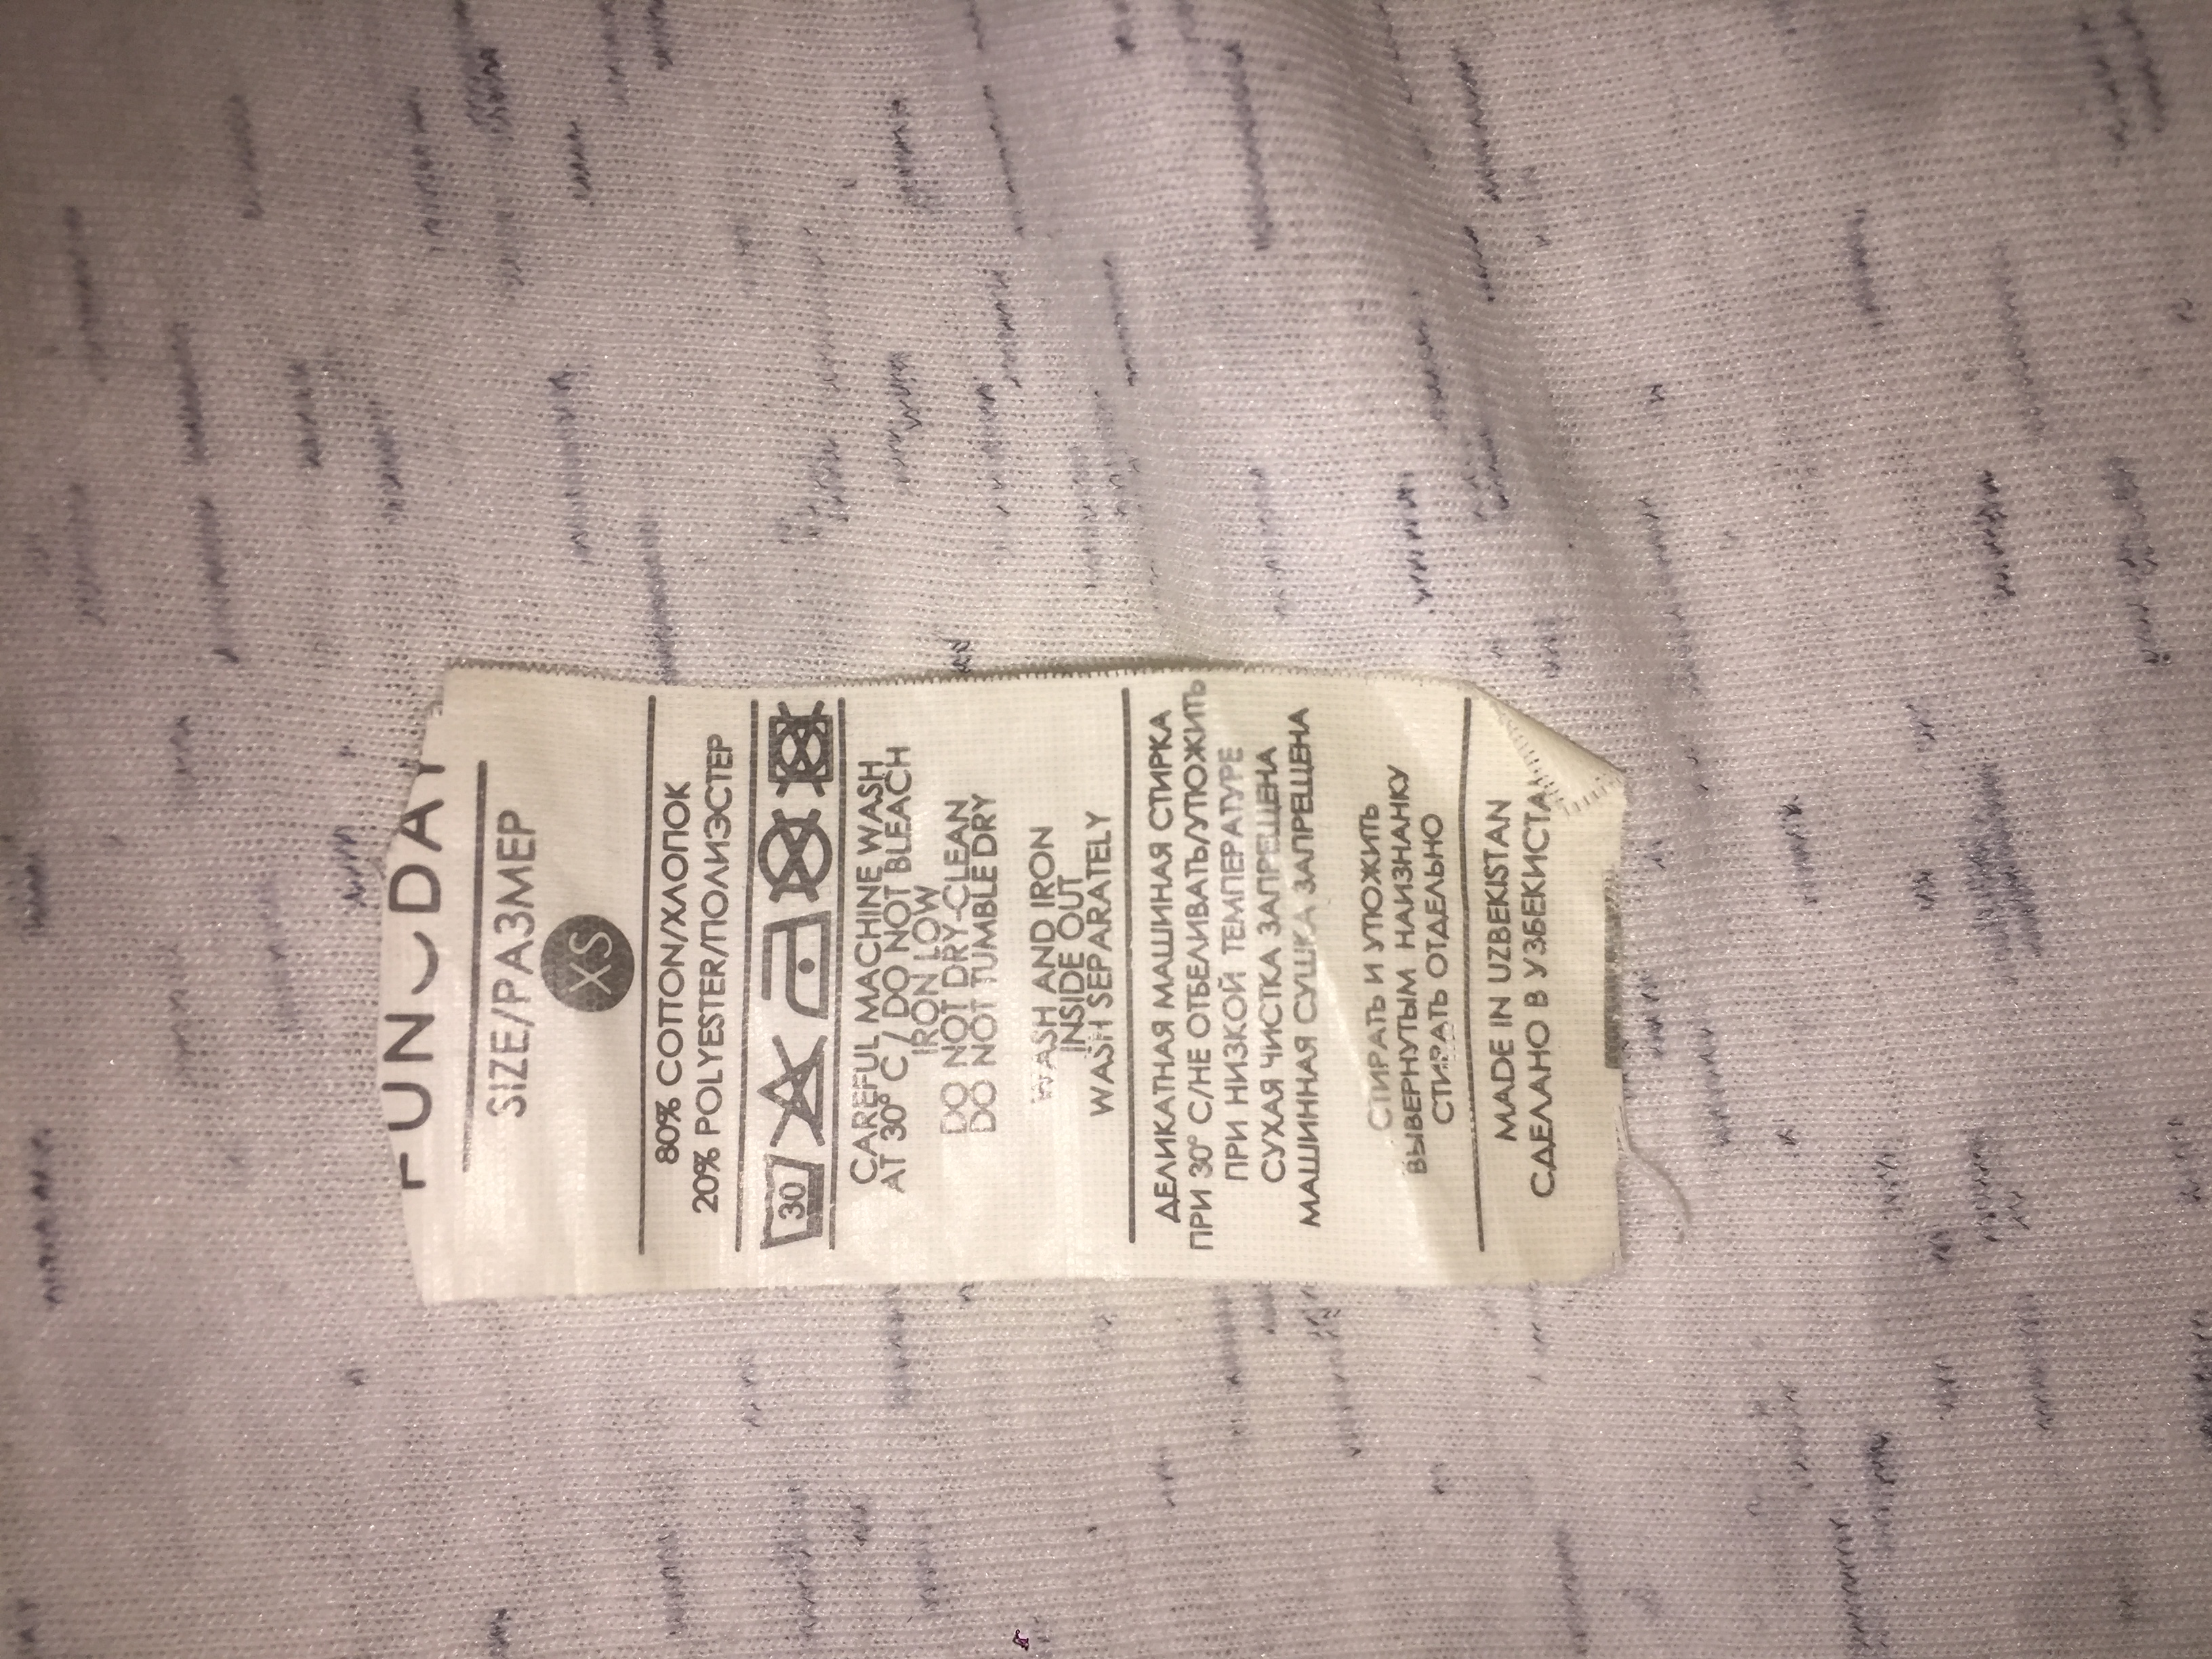 FUN DAY
SIZE/РАЗМЕР
XS
80% COTTON/ХЛОПОК
20% POLYESTER/ПОЛИЭСТЕР
30
CAREFUL MACHINE WASH
AT 30° C / DO NOT BLEACH
IRON LOW
DO NOT DRY-CLEAN
DO NOT TUMBLE DRY
WASH AND IRON
INSIDE OUT
WASH SEPARATELY
ДЕЛИКАТНАЯ МАШИНАЯ СТИРКА
ПРИ 30° С/НЕ ОТБЕЛИВАТЬ/УТЮЖИТЬ
ПРИ НИЗКОЙ ТЕМПЕРАТУРЕ
СУХАЯ ЧИСТКА ЗАПРЕЩЕНА
МАШИННАЯ СУШКА ЗАПРЕЩЕНА
СТИРАТЬ И УТЮЖИТЬ
ВЫВЕРНУТЫМ НАИЗНАНКУ
СТИРАТЬ ОТДЕЛЬНО
MADE IN UZBEKISTAN
СДЕЛАНО В УЗБЕКИСТА